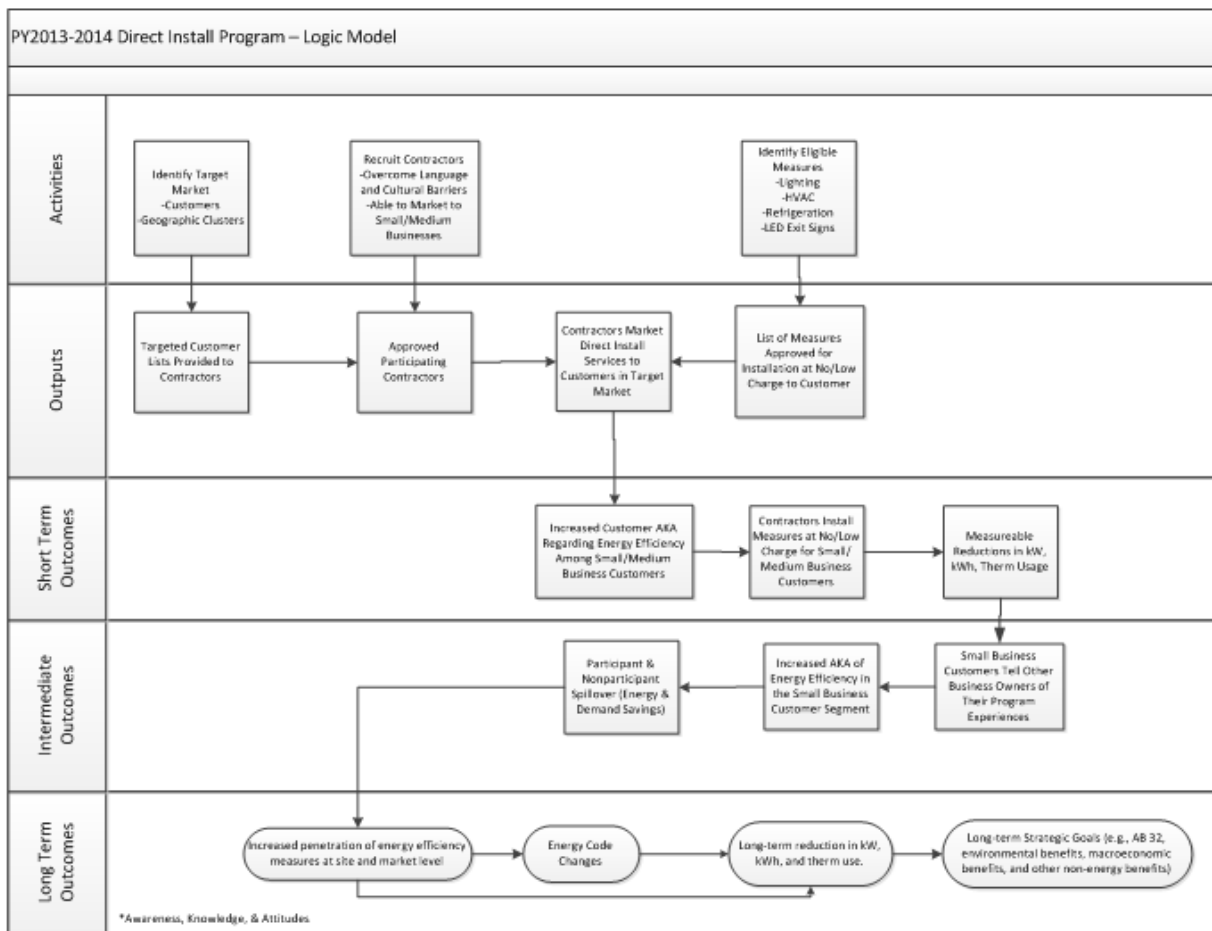 PY2013-2014 Direct Install Program – Logic Model
Activities
Identify Target
Market
-Customers
-Geographic Clusters
Recruit Contractors
-Overcome Language
and Cultural Barriers
-Able to Market to
Small/Medium
Businesses
Identify Eligible
Measures
-Lighting
-HVAC
-Refrigeration
-LED Exit Signs
Outputs
Targeted Customer
Lists Provided to
Contractors
Approved
Participating
Contractors
Contractors Market
Direct Install
Services to
Customers in Target
Market
List of Measures
Approved for
Installation at No/Low
Charge to Customer
Short Term
Outcomes
Increased Customer AKA
Regarding Energy Efficiency
Among Small/Medium
Business Customers
Contractors Install
Measures at No/Low
Charge for Small/
Medium Business
Customers
Measureable
Reductions in kW,
kWh, Therm Usage
Intermediate
Outcomes
Participant &
Nonparticipant
Spillover (Energy &
Demand Savings)
Increased AKA of
Energy Efficiency in
the Small Business
Customer Segment
Small Business
Customers Tell Other
Business Owners of
Their Program
Experiences
Long Term
Outcomes
Increased penetration of energy efficiency
measures at site and market level
Energy Code
Changes
Long-term reduction in kW,
kWh, and therm use.
Long-term Strategic Goals (e.g., AB 32,
environmental benefits, macroeconomic
benefits, and other non-energy benefits)
*Awareness, Knowledge, & Attitudes